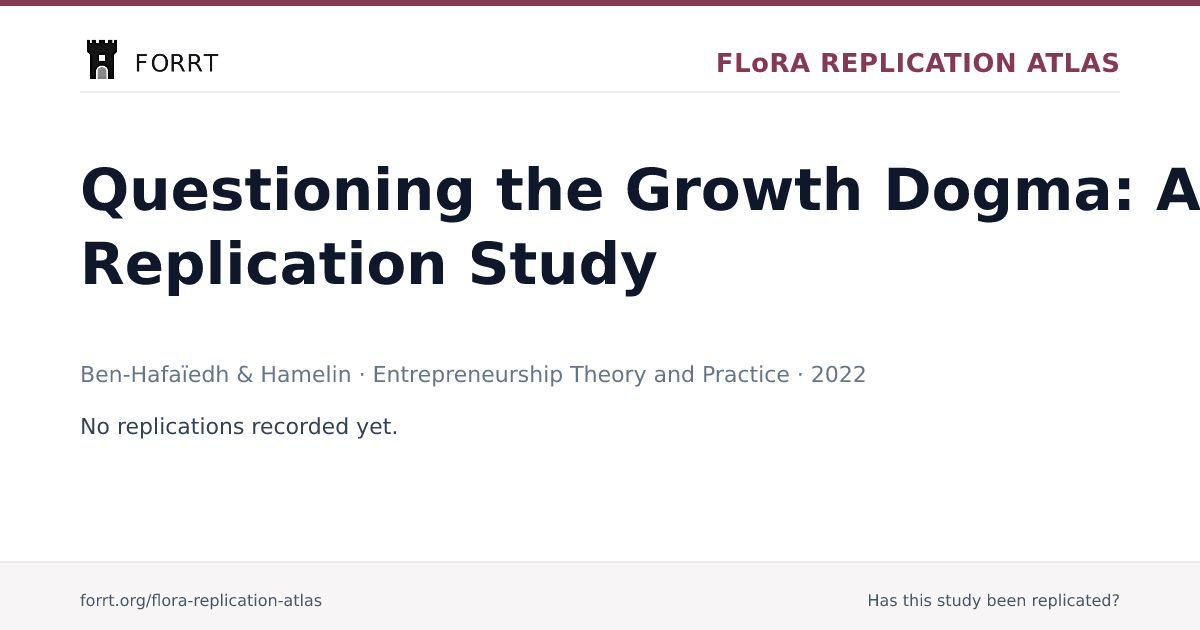 FORRT
FLoRA REPLICATION ATLAS
Questioning the Growth Dogma: A
Replication Study
Ben-Hafaïedh & Hamelin · Entrepreneurship Theory and Practice · 2022
No replications recorded yet.
forrt.org/flora-replication-atlas
Has this study been replicated?